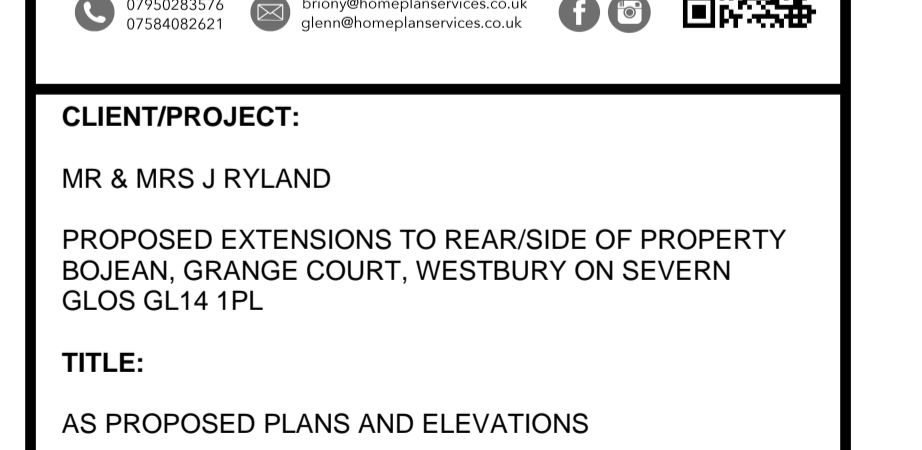 07950283576
07584082621
briony@homeplanservices.co.uk
glenn@homeplanservices.co.uk
CLIENT/PROJECT:
MR & MRS J RYLAND
PROPOSED EXTENSIONS TO REAR/SIDE OF PROPERTY
BOJEAN, GRANGE COURT, WESTBURY ON SEVERN
GLOS GL14 1PL
TITLE:
AS PROPOSED PLANS AND ELEVATIONS